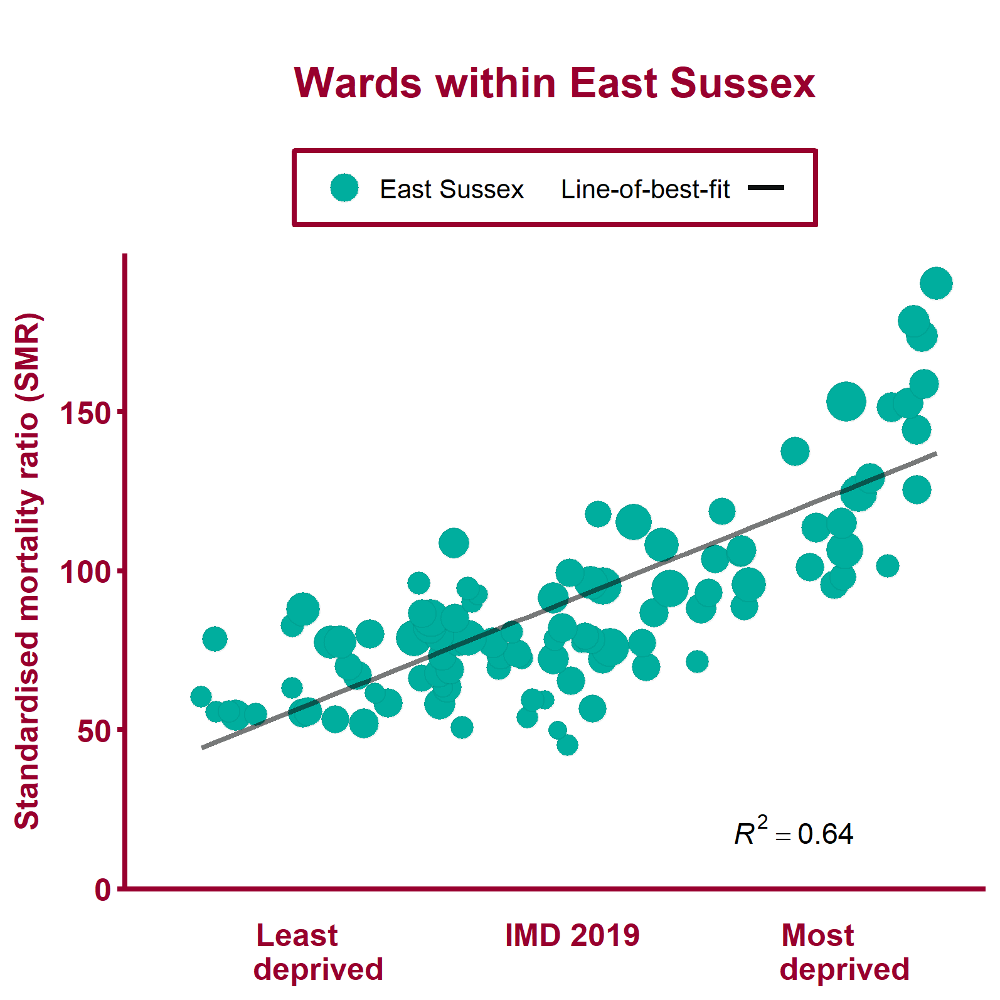 Wards within East Sussex
East Sussex Line-of-best-fit
Standardised mortality ratio (SMR)
150
100
50
0
R² = 0.64
Least deprived
IMD 2019
Most deprived